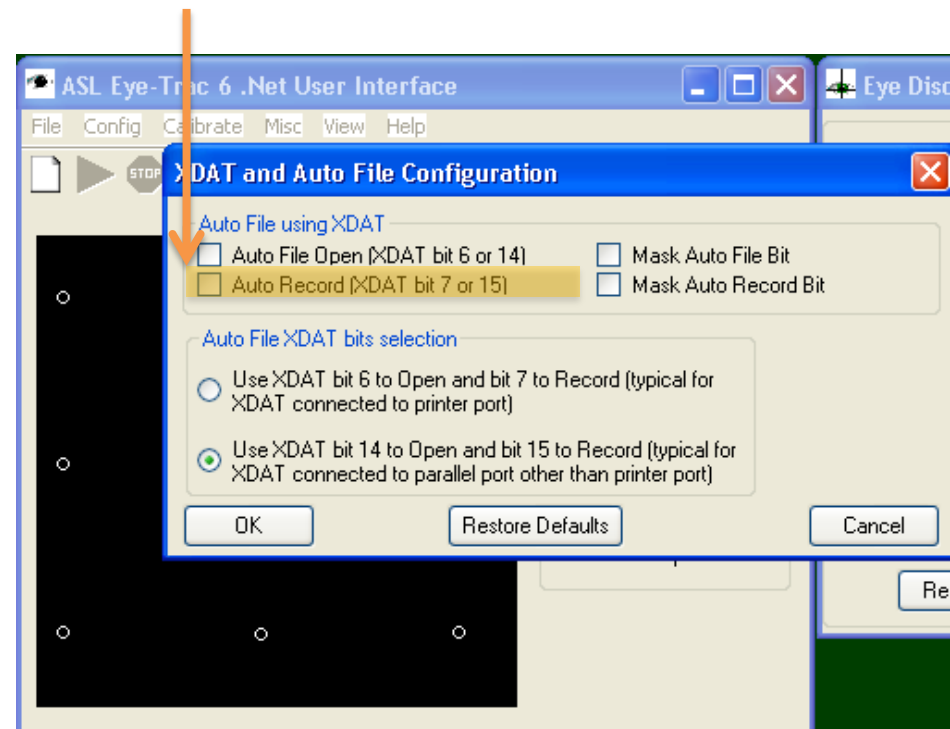 ASL Eye-Trac 6 .Net User Interface
Eye Disc
File Config Calibrate Misc View Help
STOP
XDAT and Auto File Configuration
Auto File using XDAT
Auto File Open (XDAT bit 6 or 14) Mask Auto File Bit
Auto Record (XDAT bit 7 or 15) Mask Auto Record Bit
Auto File XDAT bits selection
Use XDAT bit 6 to Open and bit 7 to Record (typical for
XDAT connected to printer port)
Use XDAT bit 14 to Open and bit 15 to Record (typical for
XDAT connected to parallel port other than printer port)
OK Restore Defaults Cancel
Re